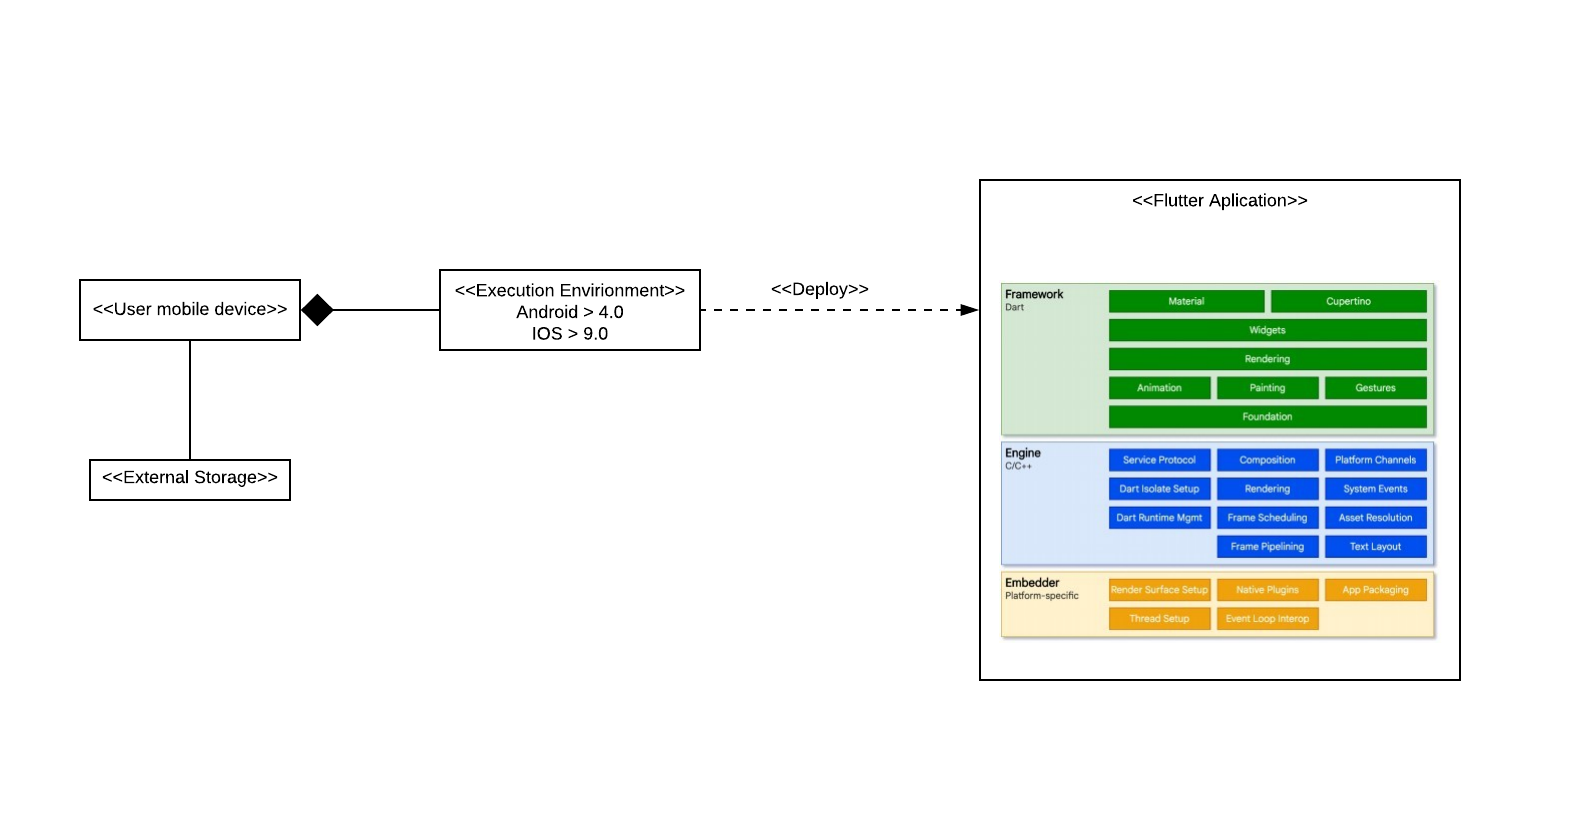 <<User mobile device>>
<<External Storage>>
<<Execution Envirionment>>
Android > 4.0
IOS > 9.0
<<Deploy>>
<<Flutter Aplication>>
Framework
Dart
Material
Cupertino
Widgets
Rendering
Animation
Painting
Gestures
Foundation
Engine
C/C++
Service Protocol
Composition
Platform Channels
Dart Isolate Setup
Rendering
System Events
Dart Runtime Mgmt
Frame Scheduling
Asset Resolution
Frame Pipelining
Text Layout
Embedder
Platform-specific
Render Surface Setup
Native Plugins
App Packaging
Thread Setup
Event Loop Interop